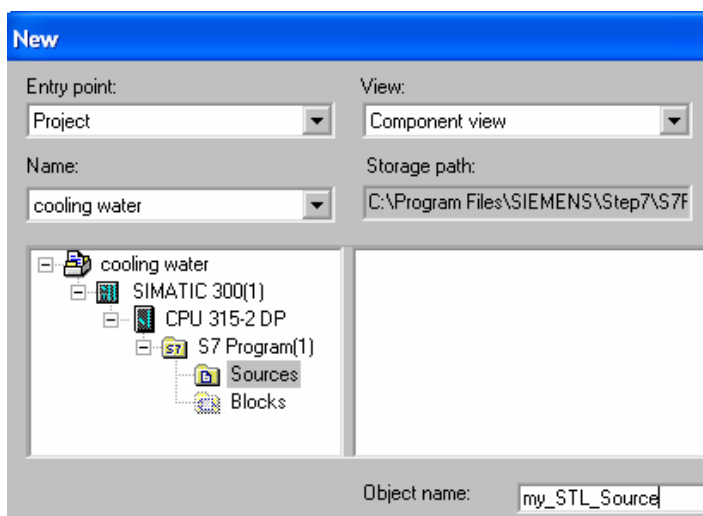 New
Entry point:
View:
Project
Component view
Name:
Storage path:
cooling water
C:\Program Files\SIEMENS\Step7\S7F
cooling water
SIMATIC 300(1)
CPU 315-2 DP
S7 Program(1)
Sources
Blocks
Object name:
my_STL_Source